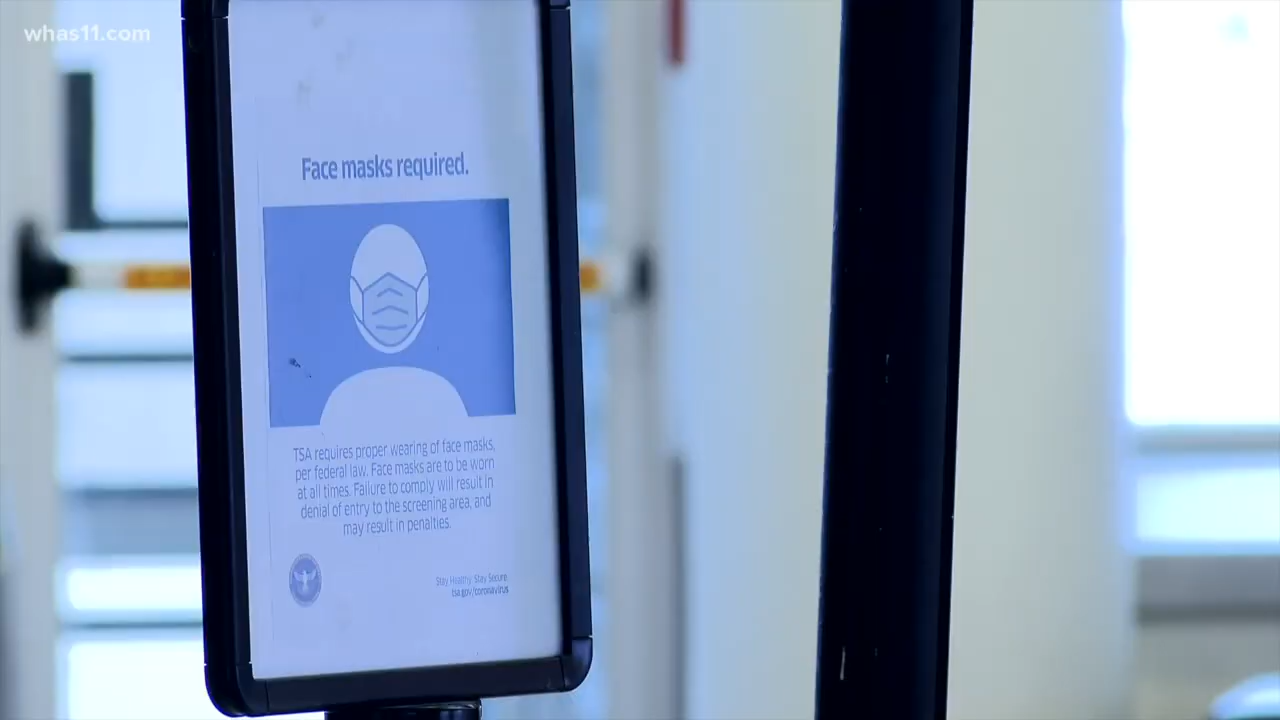 whas11.com
Face masks required.
TSA requires proper wearing of face masks,
per federal law. Face masks are to be worn
at all times. Failure to comply will result in
denial of entry to the screening area, and
may result in penalties.
Stay Healthy. Stay Secure.
tsa.gov/coronavirus